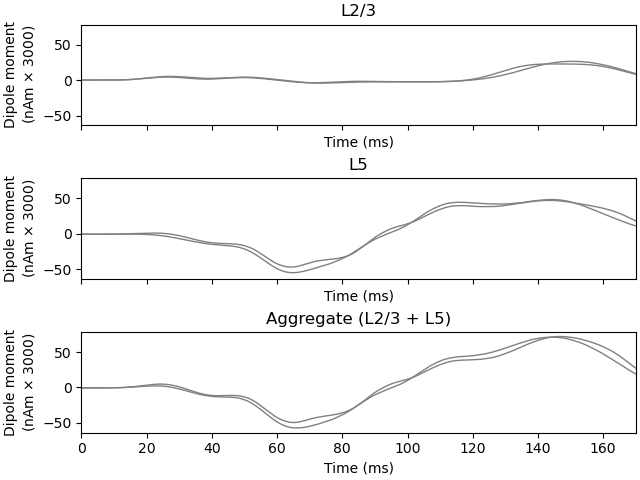 L2/3
Dipole moment
(nAm × 3000)
50
0
−50
Time (ms)
L5
Dipole moment
(nAm × 3000)
50
0
−50
Time (ms)
Aggregate (L2/3 + L5)
Dipole moment
(nAm × 3000)
50
0
−50
0 20 40 60 80 100 120 140 160
Time (ms)